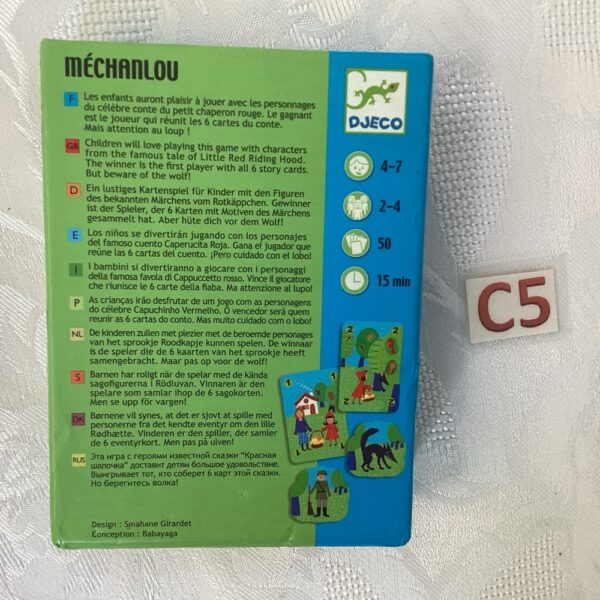 MÉCHANLOU
F Les enfants auront plaisir à jouer avec les personnages
du célèbre conte du petit chaperon rouge. Le gagnant
est le joueur qui réunit les 6 cartes du conte.
Mais attention au loup !
GB Children will love playing this game with characters
from the famous tale of Little Red Riding Hood.
The winner is the first player with all 6 story cards.
But beware of the wolf!
D Ein lustiges Kartenspiel für Kinder mit den Figuren
des bekannten Märchens vom Rotkäppchen. Gewinner
ist der Spieler, der 6 Karten mit Motiven des Märchens
gesammelt hat. Aber hüte dich vor dem Wolf!
E Los niños se divertirán jugando con los personajes
del famoso cuento Caperucita Roja. Gana el jugador que
reúne las 6 cartas del cuento. ¡Pero cuidado con el lobo!
I I bambini si divertiranno a giocare con i personaggi
della famosa favola di Cappuccetto rosso. Vince il giocatore
che riunisce le 6 carte della fiaba. Ma attenzione al lupo!
P As crianças irão desfrutar de um jogo com as personagens
do célebre Capuchinho Vermelho. O vencedor será quem
reunir as 6 cartas do conto. Mas muito cuidado com o lobo!
NL De kinderen zullen met plezier met de beroemde personages
van het sprookje Roodkapje kunnen spelen. De winnaar
is de speler die de 6 kaarten van het sprookje heeft
samengebracht. Maar pas op voor de wolf!
S Barnen har roligt när de spelar med de kända
sagofigurerna i Rödluvan. Vinnaren är den
spelare som samlar ihop de 6 sagokorten.
Men se upp för vargen!
DK Børnene vil synes, at det er sjovt at spille med
personerne fra det kendte eventyr om den lille
Rødhætte. Vinderen er den spiller, der samler
de 6 eventyrkort. Men pas på ulven!
RUS Эта игра с героями известной сказки "Красная
шапочка" доставит детям большое удовольствие.
Выигрывает тот, кто соберет 6 карт этой сказки.
Но берегитесь волка!
Design : Smahane Girardet
Conception : Babayaga
DJECO
4-7
2-4
50
15 min
2
2
1
1
C5